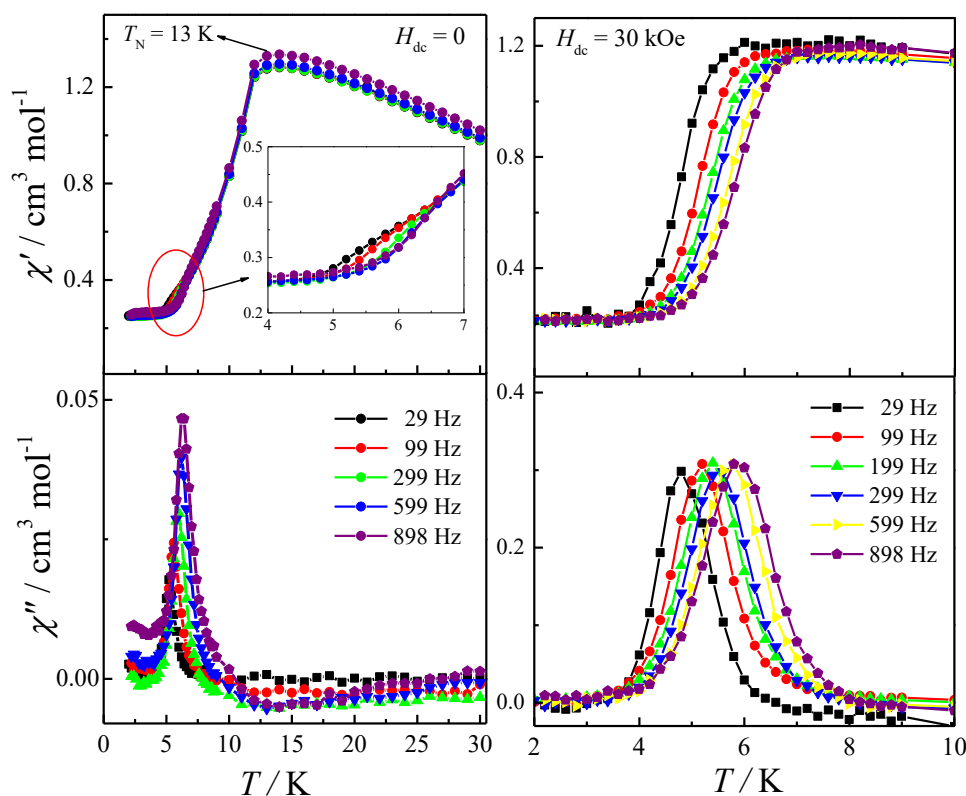 T_N = 13 K
H_dc = 0
χ′ / cm³ mol⁻¹
1.2
0.8
0.4
0.5
0.4
0.3
0.2
4 5 6 7
H_dc = 30 kOe
1.2
0.8
0.4
χ″ / cm³ mol⁻¹
0.05
0.00
29 Hz
99 Hz
299 Hz
599 Hz
898 Hz
0 5 10 15 20 25 30
T / K
0.4
0.2
0.0
29 Hz
99 Hz
199 Hz
299 Hz
599 Hz
898 Hz
2 4 6 8 10
T / K